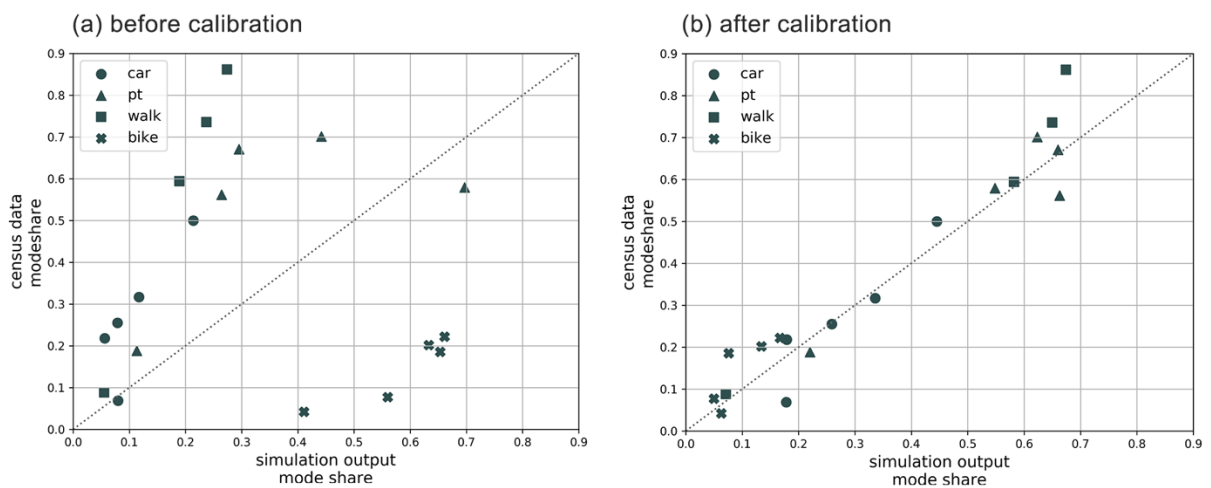 (a) before calibration
0.9
0.8
0.7
0.6
0.5
0.4
0.3
0.2
0.1
0.0
census data
modeshare
car
pt
walk
bike
0.0 0.1 0.2 0.3 0.4 0.5 0.6 0.7 0.8 0.9
simulation output
mode share
(b) after calibration
0.9
0.8
0.7
0.6
0.5
0.4
0.3
0.2
0.1
0.0
census data
modeshare
car
pt
walk
bike
0.0 0.1 0.2 0.3 0.4 0.5 0.6 0.7 0.8 0.9
simulation output
mode share